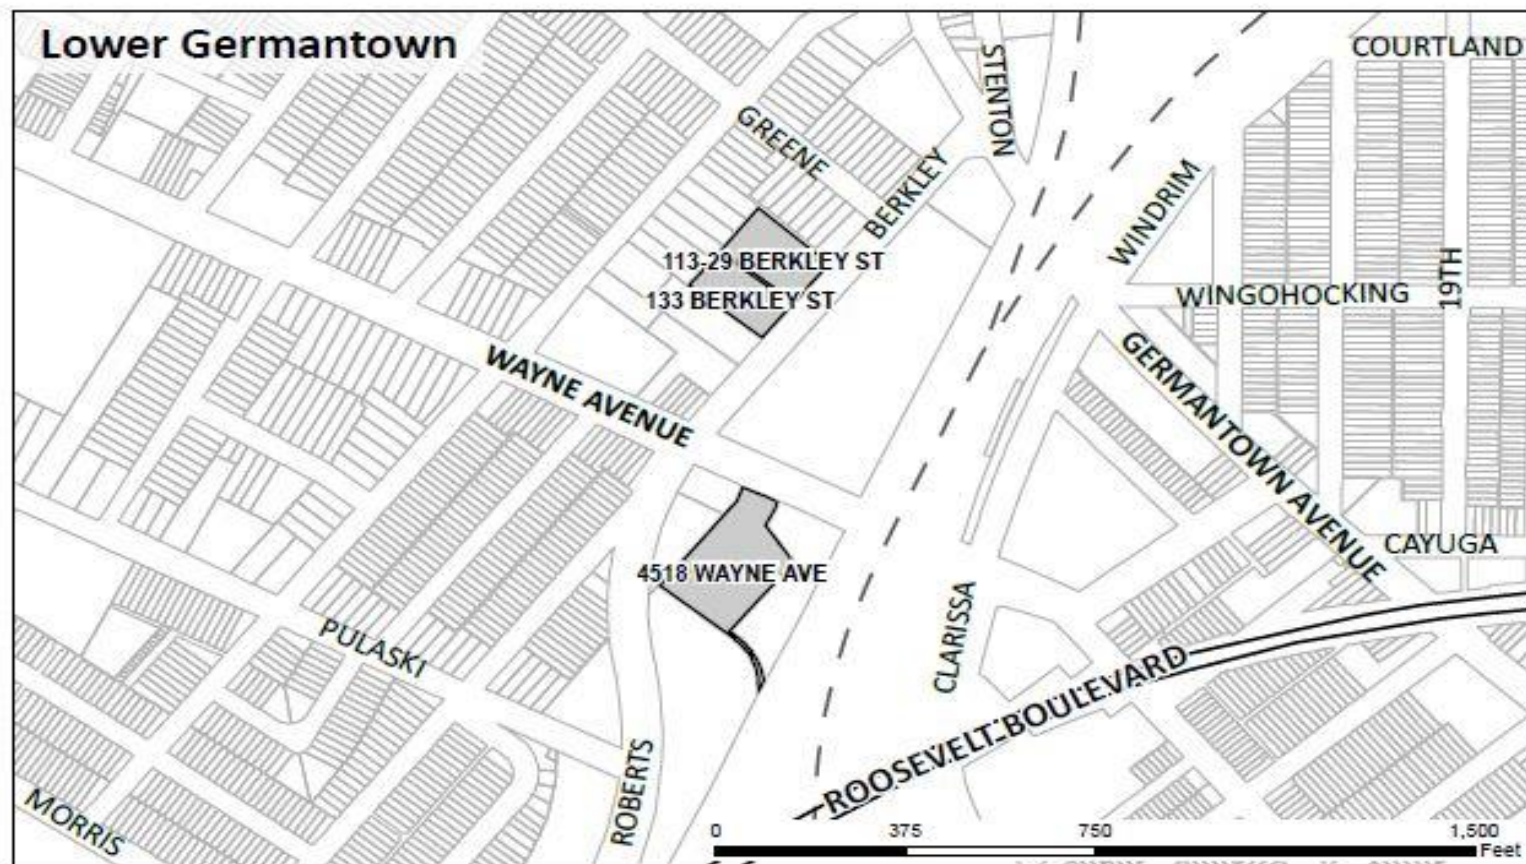 Lower Germantown
COURTLAND
STENTON
GREENE
BERKLEY
WINDRIM
113-29 BERKLEY ST
133 BERKLEY ST
WINGOHOCKING
19TH
WAYNE AVENUE
GERMANTOWN AVENUE
CAYUGA
4518 WAYNE AVE
CLARISSA
PULASKI
ROOSEVELT BOULEVARD
ROBERTS
MORRIS
0 375 750 1,500
Feet